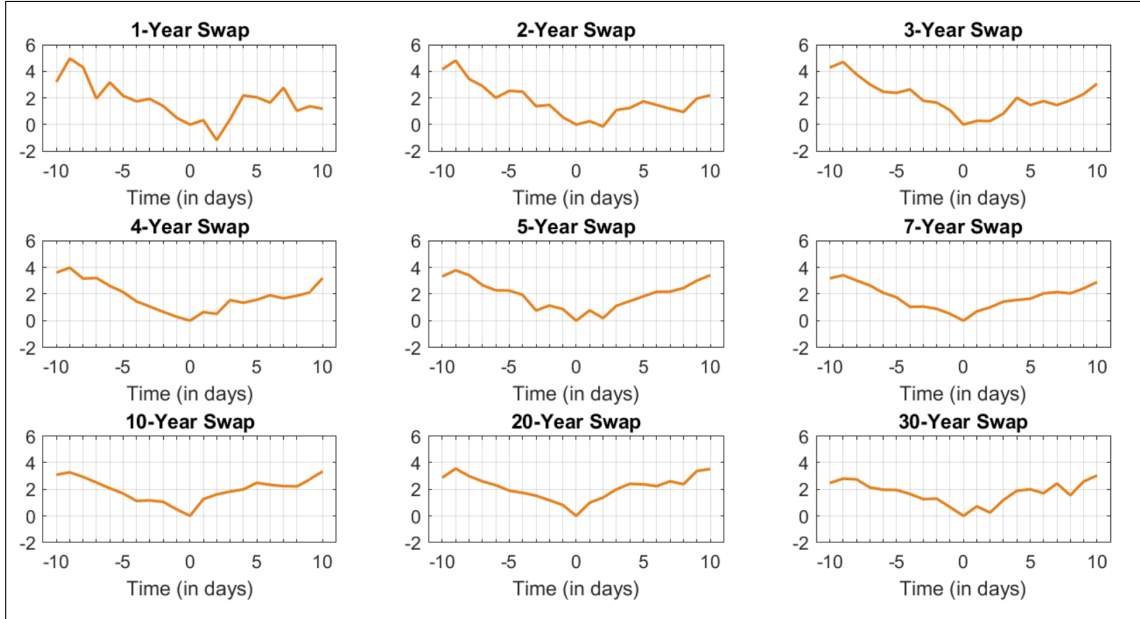 1-Year Swap
6
4
2
0
-2
-10 -5 0 5 10
Time (in days)
2-Year Swap
6
4
2
0
-2
-10 -5 0 5 10
Time (in days)
3-Year Swap
6
4
2
0
-2
-10 -5 0 5 10
Time (in days)
4-Year Swap
6
4
2
0
-2
-10 -5 0 5 10
Time (in days)
5-Year Swap
6
4
2
0
-2
-10 -5 0 5 10
Time (in days)
7-Year Swap
6
4
2
0
-2
-10 -5 0 5 10
Time (in days)
10-Year Swap
6
4
2
0
-2
-10 -5 0 5 10
Time (in days)
20-Year Swap
6
4
2
0
-2
-10 -5 0 5 10
Time (in days)
30-Year Swap
6
4
2
0
-2
-10 -5 0 5 10
Time (in days)